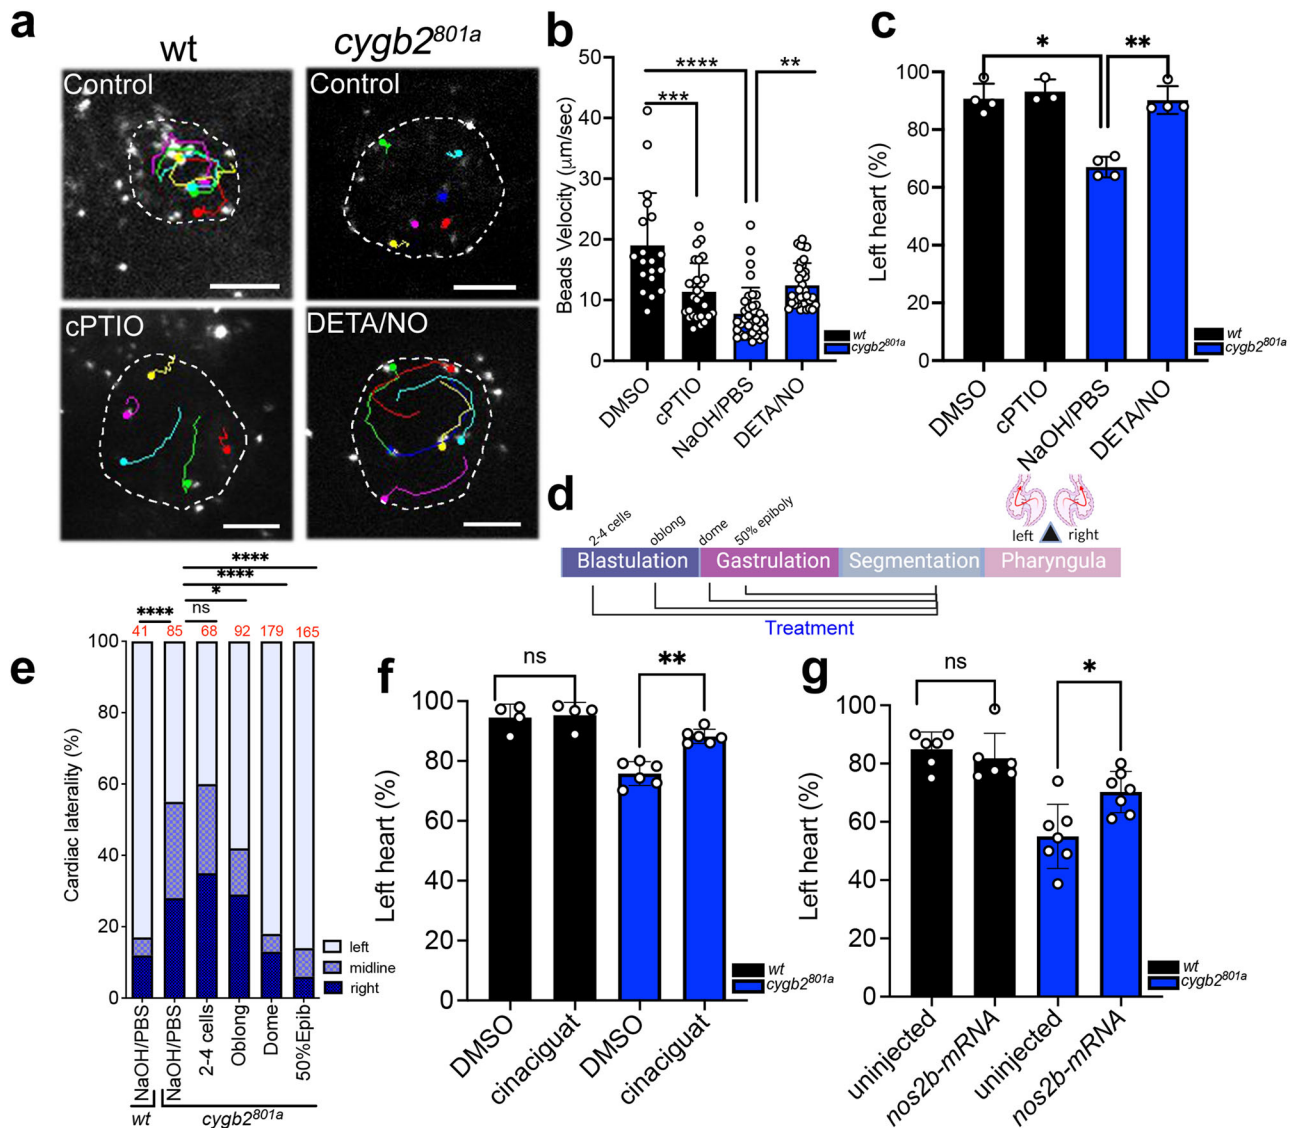 a
wt
cygb2801a
Control
Control
cPTIO
DETA/NO
b
Beads Velocity (μm/sec)
50
40
30
20
10
0
****
**
***
DMSO
cPTIO
NaOH/PBS
DETA/NO
wt
cygb2801a
c
Left heart (%)
100
80
60
40
20
0
*
**
DMSO
cPTIO
NaOH/PBS
DETA/NO
wt
cygb2801a
d
2-4 cells
oblong
dome
50% epiboly
left
right
Blastulation
Gastrulation
Segmentation
Pharyngula
Treatment
e
****
****
*
ns
****
41 85 68 92 179 165
Cardiac laterality (%)
100
80
60
40
20
0
left
midline
right
NaOH/PBS
NaOH/PBS
2-4 cells
Oblong
Dome
50%Epib
wt
cygb2801a
f
Left heart (%)
100
80
60
40
20
0
ns
**
DMSO
cinaciguat
DMSO
cinaciguat
wt
cygb2801a
g
Left heart (%)
100
80
60
40
20
0
ns
*
uninjected
nos2b-mRNA
uninjected
nos2b-mRNA
wt
cygb2801a